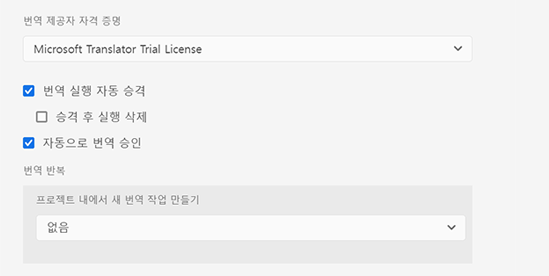 번역 제공자 자격 증명
Microsoft Translator Trial License
번역 실행 자동 승격
승격 후 실행 삭제
자동으로 번역 승인
번역 반복
프로젝트 내에서 새 번역 작업 만들기
없음